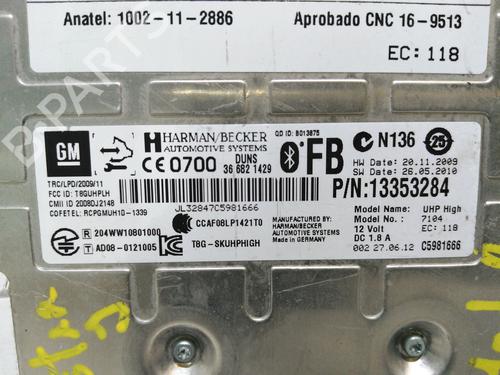 Anatel: 1002-11-2886
Aprobado CNC 16-9513
EC: 118
GM
HARMAN/BECKER
AUTOMOTIVE SYSTEMS
QD ID: B013875
CE 0700
DUNS
36 682 1429
FB
N136
25
HW Date: 20.11.2009
SW Date: 26.05.2010
P/N:13353284
TRC/LPD/2009/11
FCC ID: T8GUHPLH
CMII ID: 2008DJ2148
COFETEL: RCPGMUH10-1339
JL32847C5981666
CCAF08LP1421T0
HARMAN/BECKER
AUTOMOTIVE SYSTEMS
Made in GERMANY
Model Name: UHP High
Model No: 7104
12 Volt EC: 118
DC 1.8 A
002 27.06.12 C5981666
R 204WW10801000
T AD08-0121005
T8G-SKUHPHIGH
B-PARTS